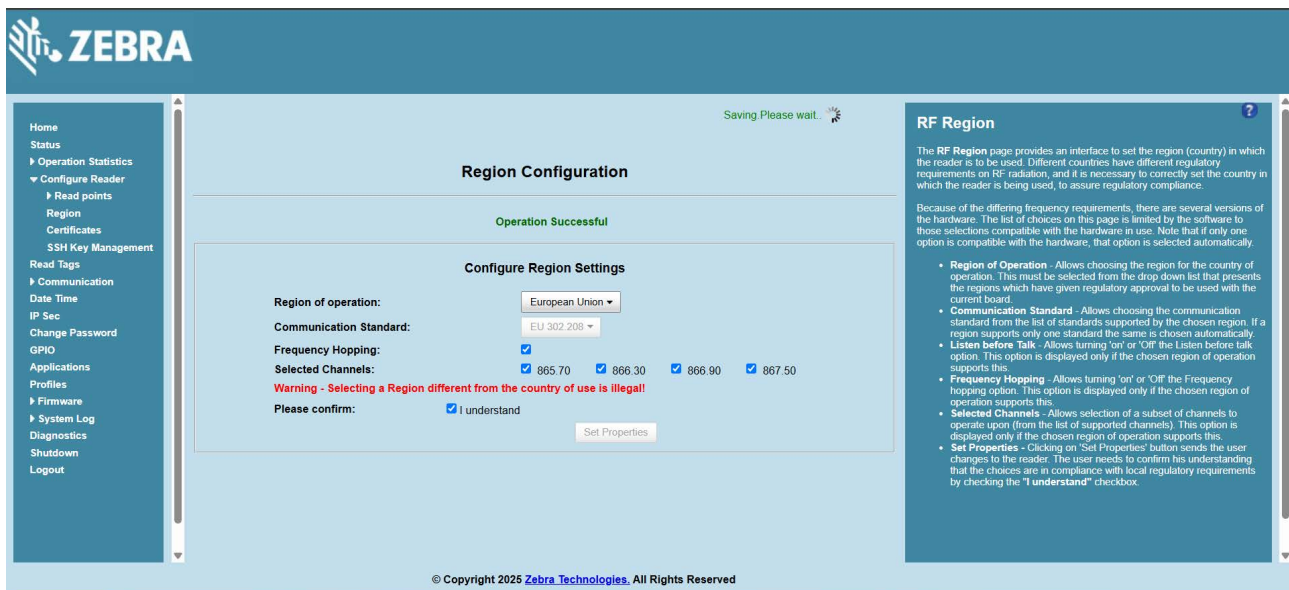 ZEBRA
Home
Status
Operation Statistics
Configure Reader
Read points
Region
Certificates
SSH Key Management
Read Tags
Communication
Date Time
IP Sec
Change Password
GPIO
Applications
Profiles
Firmware
System Log
Diagnostics
Shutdown
Logout
Saving.Please wait..
Region Configuration
Operation Successful
Configure Region Settings
Region of operation: European Union
Communication Standard: EU 302.208
Frequency Hopping:
Selected Channels: 865.70 866.30 866.90 867.50
Warning - Selecting a Region different from the country of use is illegal!
Please confirm: I understand
Set Properties
?
RF Region
The RF Region page provides an interface to set the region (country) in which
the reader is to be used. Different countries have different regulatory
requirements on RF radiation, and it is necessary to correctly set the country in
which the reader is being used, to assure regulatory compliance.
Because of the differing frequency requirements, there are several versions of
the hardware. The list of choices on this page is limited by the software to
those selections compatible with the hardware in use. Note that if only one
option is compatible with the hardware, that option is selected automatically.
• Region of Operation - Allows choosing the region for the country of
operation. This must be selected from the drop down list that presents
the regions which have given regulatory approval to be used with the
current board.
• Communication Standard - Allows choosing the communication
standard from the list of standards supported by the chosen region. If a
region supports only one standard the same is chosen automatically.
• Listen before Talk - Allows turning 'on' or 'Off' the Listen before talk
option. This option is displayed only if the chosen region of operation
supports this.
• Frequency Hopping - Allows turning 'on' or 'Off' the Frequency
hopping option. This option is displayed only if the chosen region of
operation supports this.
• Selected Channels - Allows selection of a subset of channels to
operate upon (from the list of supported channels). This option is
displayed only if the chosen region of operation supports this.
• Set Properties - Clicking on 'Set Properties' button sends the user
changes to the reader. The user needs to confirm his understanding
that the choices are in compliance with local regulatory requirements
by checking the "I understand" checkbox.
© Copyright 2025 Zebra Technologies. All Rights Reserved